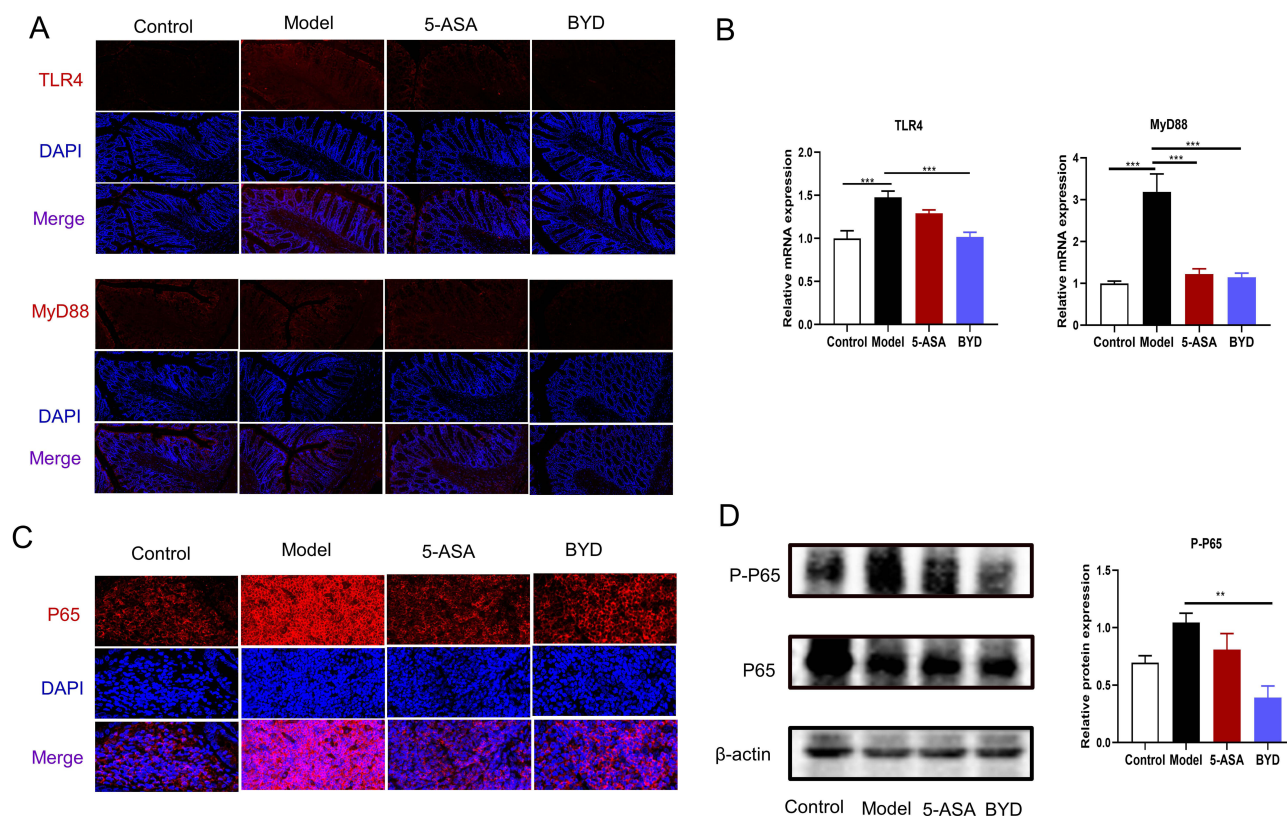 A
Control
Model
5-ASA
BYD
TLR4
DAPI
Merge
MyD88
DAPI
Merge
B
TLR4
Relative mRNA expression
2.0
1.5
1.0
0.5
0.0
***
***
Control
Model
5-ASA
BYD
MyD88
Relative mRNA expression
4
3
2
1
0
***
***
***
Control
Model
5-ASA
BYD
C
Control
Model
5-ASA
BYD
P65
DAPI
Merge
D
P-P65
P65
β-actin
Control
Model
5-ASA
BYD
P-P65
Relative protein expression
1.5
1.0
0.5
0.0
**
Control
Model
5-ASA
BYD